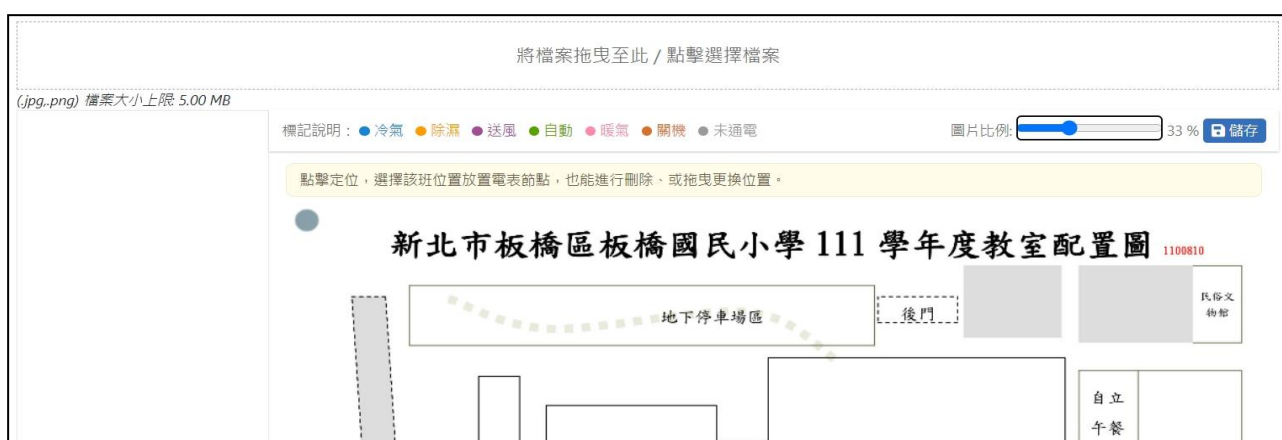 將檔案拖曳至此 / 點擊選擇檔案
(.jpg,.png) 檔案大小上限: 5.00 MB
標記說明： 冷氣 除濕 送風 自動 暖氣 關機 未通電 圖片比例: 33 % 儲存
點擊定位，選擇該班位置放置電表節點，也能進行刪除、或拖曳更換位置。
新北市板橋區板橋國民小學 111 學年度教室配置圖 1100810
地下停車場區
後門
民俗文
物館
自立
午餐